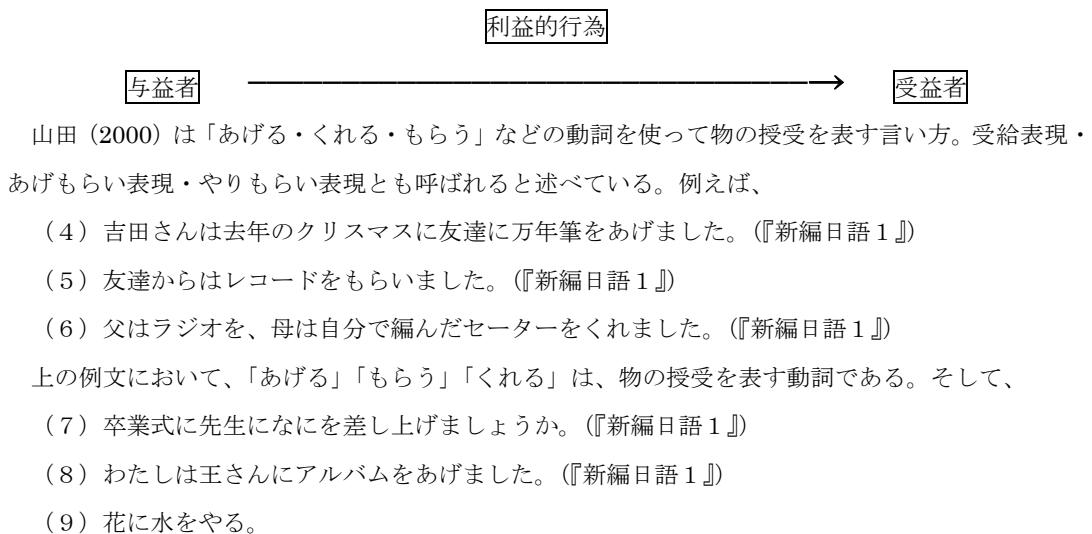 利益的行為
与益者 受益者
山田（2000）は「あげる・くれる・もらう」などの動詞を使って物の授受を表す言い方。受給表現・
あげもらい表現・やりもらい表現とも呼ばれると述べている。例えば、
（４）吉田さんは去年のクリスマスに友達に万年筆をあげました。（『新編日語１』）
（５）友達からはレコードをもらいました。（『新編日語１』）
（６）父はラジオを、母は自分で編んだセーターをくれました。（『新編日語１』）
上の例文において、「あげる」「もらう」「くれる」は、物の授受を表す動詞である。そして、
（７）卒業式に先生になにを差し上げましょうか。（『新編日語１』）
（８）わたしは王さんにアルバムをあげました。（『新編日語１』）
（９）花に水をやる。